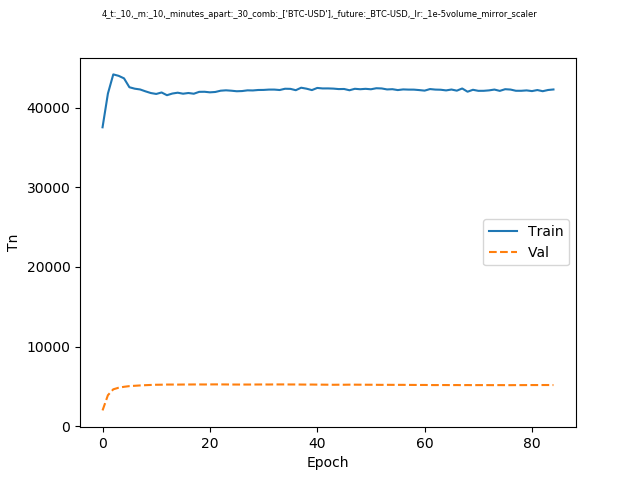 4_t:_10,_m:_10,_minutes_apart:_30_comb:_['BTC-USD'],_future:_BTC-USD,_lr:_1e-5volume_mirror_scaler
40000
30000
20000
10000
0
Tn
Train
Val
0 20 40 60 80
Epoch